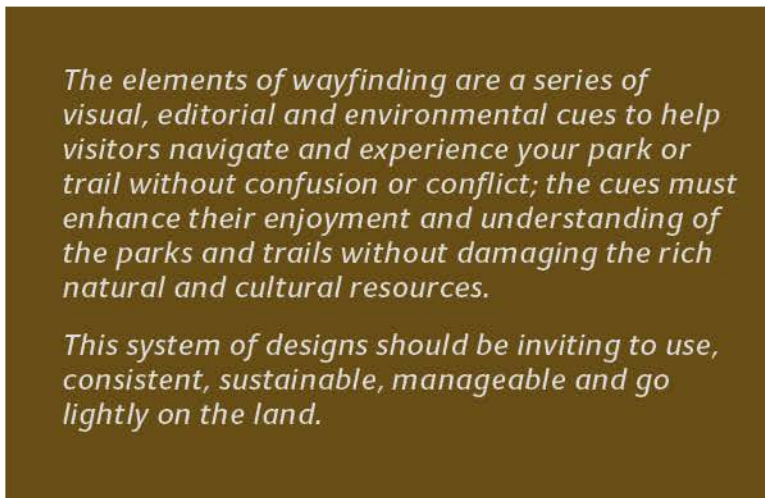 The elements of wayfinding are a series of
visual, editorial and environmental cues to help
visitors navigate and experience your park or
trail without confusion or conflict; the cues must
enhance their enjoyment and understanding of
the parks and trails without damaging the rich
natural and cultural resources.
This system of designs should be inviting to use,
consistent, sustainable, manageable and go
lightly on the land.